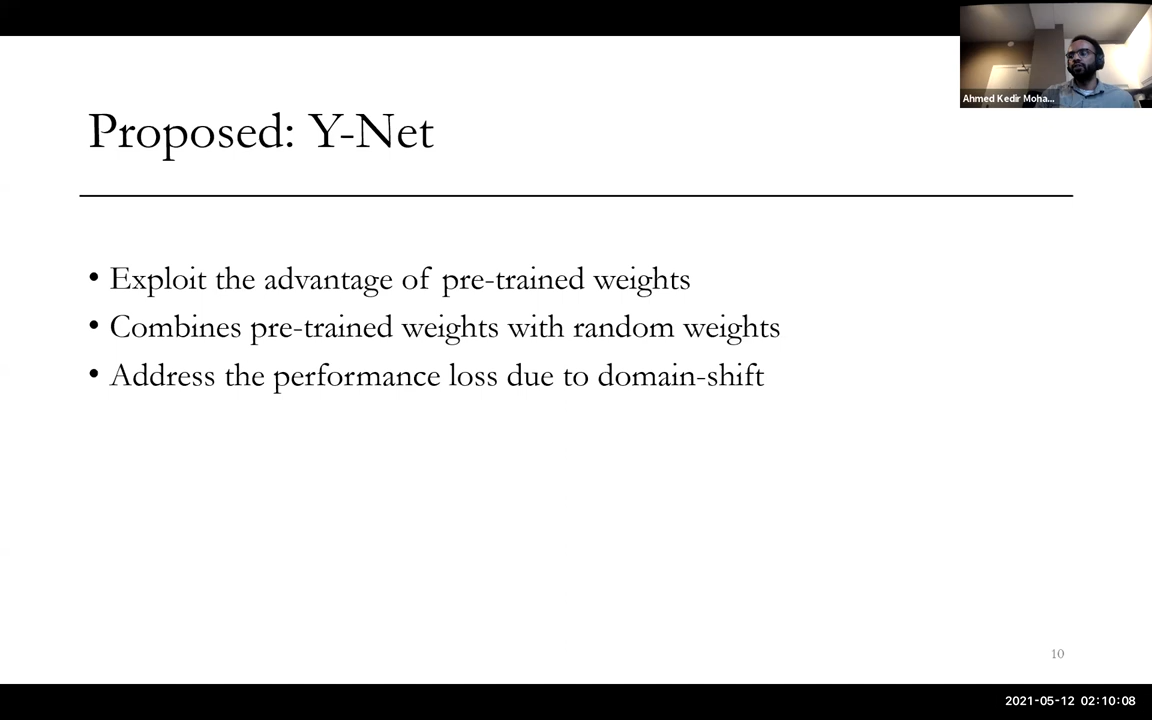 Ahmed Kedir Moha...
Proposed: Y-Net
• Exploit the advantage of pre-trained weights
• Combines pre-trained weights with random weights
• Address the performance loss due to domain-shift
10
2021-05-12 02:10:08